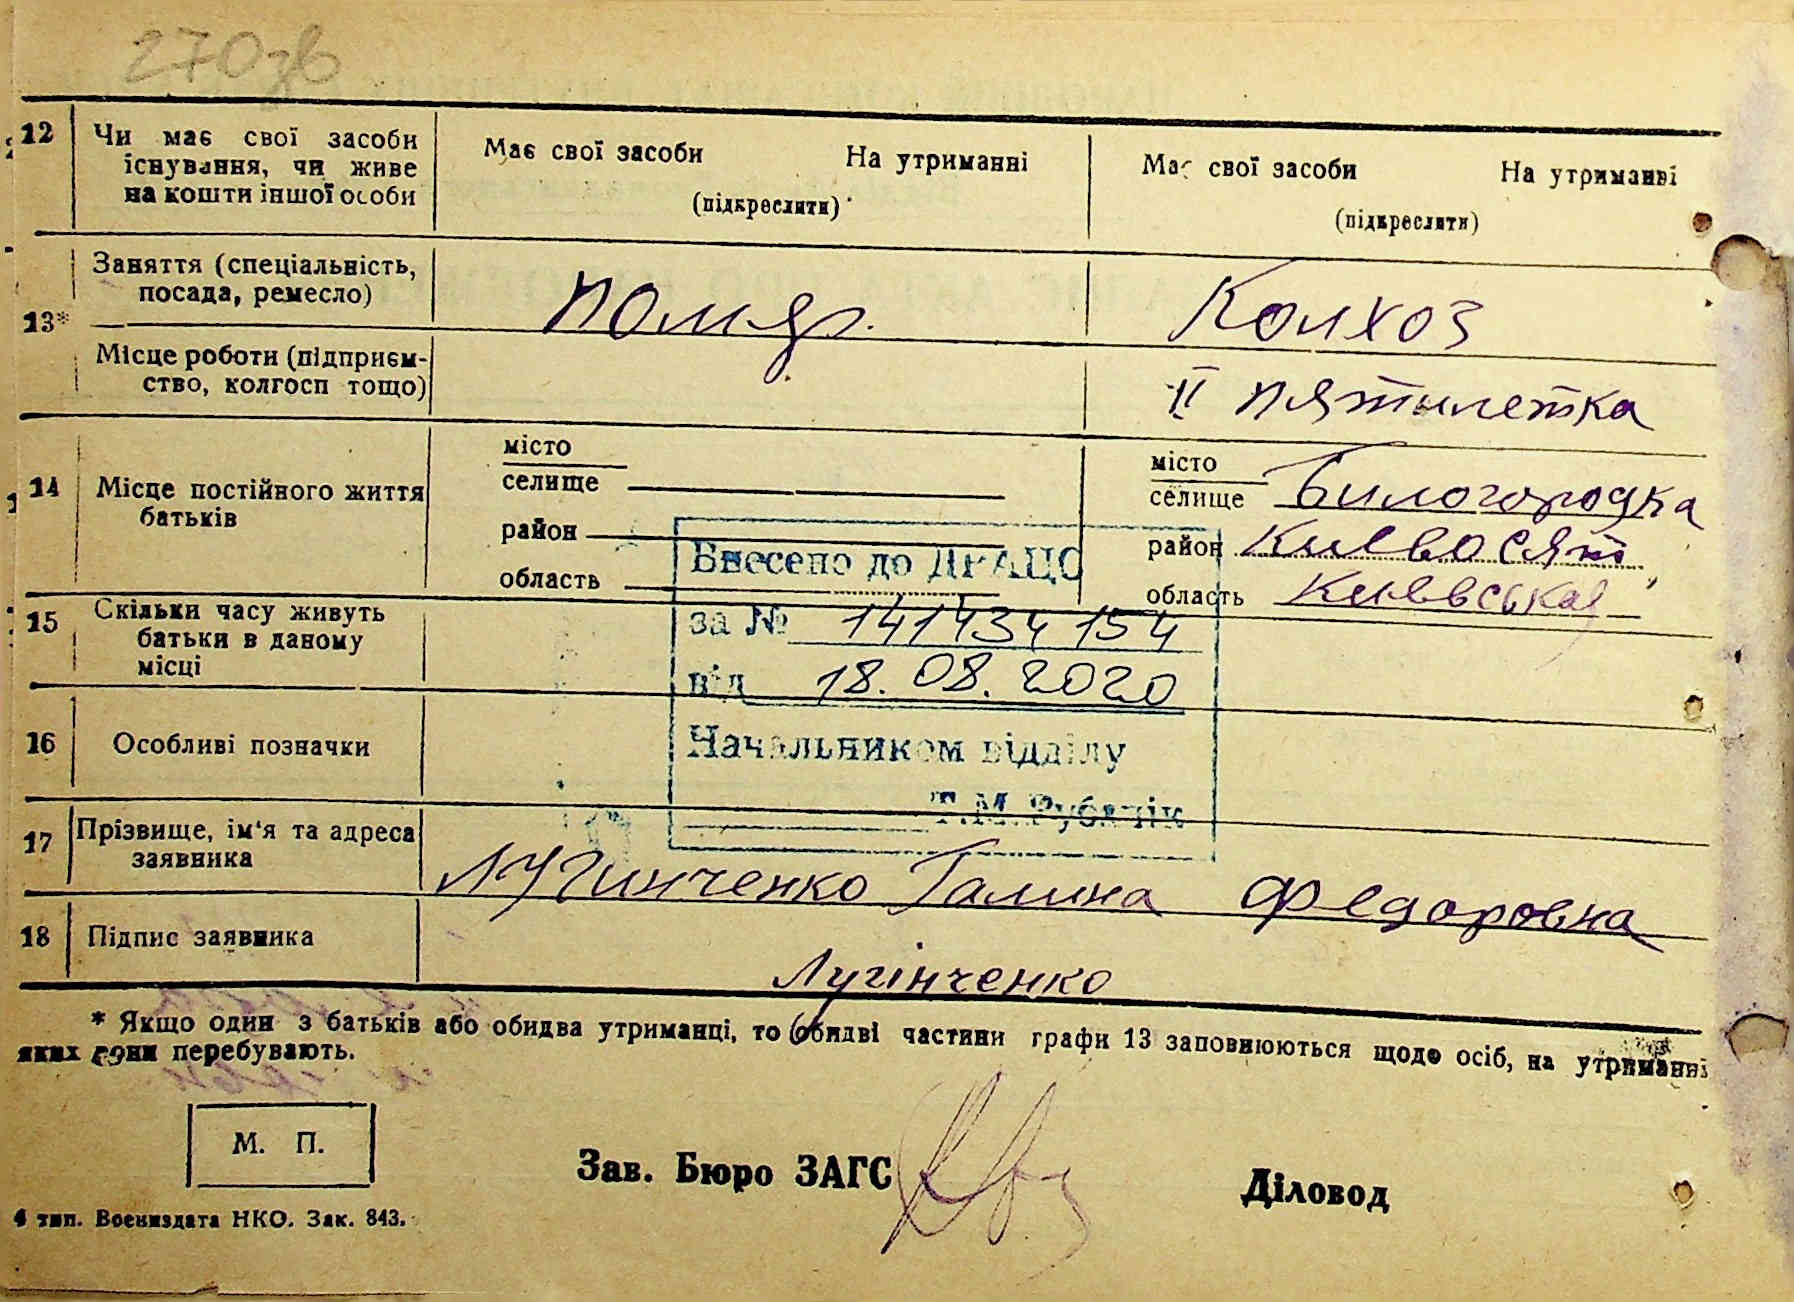 270зв
12 Чи має свої засоби існування, чи живе на кошти іншої особи
Має свої засоби На утриманні
(підкреслити)
Має свої засоби На утриманні
(підкреслити)
13* Заняття (спеціальність, посада, ремесло)
Колхоз
Місце роботи (підприєм-
ство, колгосп тощо)
II пятилетка
14 Місце постійного життя батьків
місто
селище
район
область
місто
селище Билогородка
район Киевосят
область Киевська
15 Скільки часу живуть батьки в даному місці
Внесено до ДРАЦС
за № 141434154
від 18.08.2020
Начальником відділу
16 Особливі позначки
17 Прізвище, ім'я та адреса заявника
Лугинченко Галина Федоровна
18 Підпис заявника
Лугінченко
* Якщо один з батьків або обидва утриманці, то обидві частини графи 13 заповнюються щодо осіб, на утриманні
яких вони перебувають.
М. П.
Зав. Бюро ЗАГС
Діловод
4 тип. Воениздата НКО. Зак. 843.